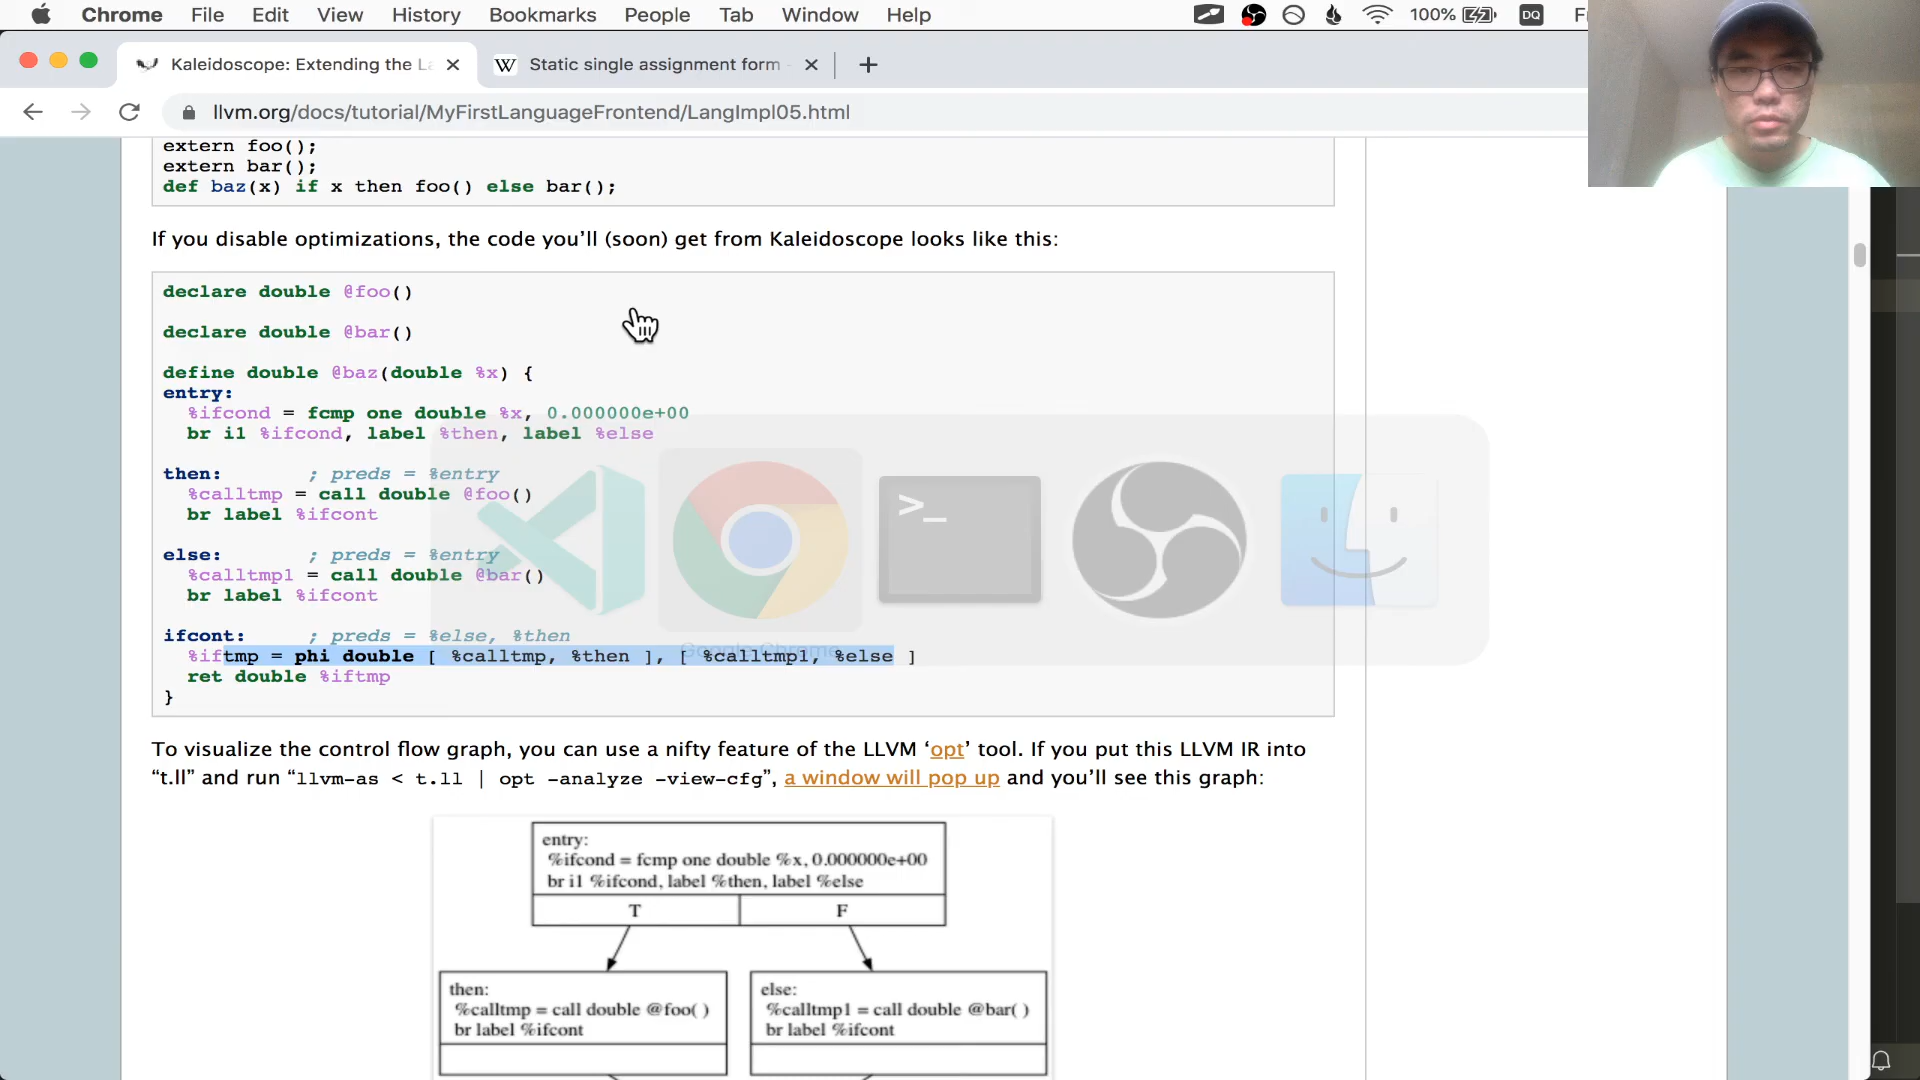 Chrome File Edit View History Bookmarks People Tab Window Help 100% DQ
Kaleidoscope: Extending the La Static single assignment form -
llvm.org/docs/tutorial/MyFirstLanguageFrontend/LangImpl05.html
extern foo();
extern bar();
def baz(x) if x then foo() else bar();
If you disable optimizations, the code you’ll (soon) get from Kaleidoscope looks like this:
declare double @foo()
declare double @bar()
define double @baz(double %x) {
entry:
%ifcond = fcmp one double %x, 0.000000e+00
br i1 %ifcond, label %then, label %else
then: ; preds = %entry
%calltmp = call double @foo()
br label %ifcont
else: ; preds = %entry
%calltmp1 = call double @bar()
br label %ifcont
ifcont: ; preds = %else, %then
%iftmp = phi double [ %calltmp, %then ], [ %calltmp1, %else ]
ret double %iftmp
}
Google Chrome
To visualize the control flow graph, you can use a nifty feature of the LLVM ‘opt’ tool. If you put this LLVM IR into
“t.ll” and run “llvm-as < t.ll | opt -analyze -view-cfg”, a window will pop up and you’ll see this graph:
entry:
%ifcond = fcmp one double %x, 0.000000e+00
br i1 %ifcond, label %then, label %else
T F
then:
%calltmp = call double @foo( )
br label %ifcont
else:
%calltmp1 = call double @bar( )
br label %ifcont